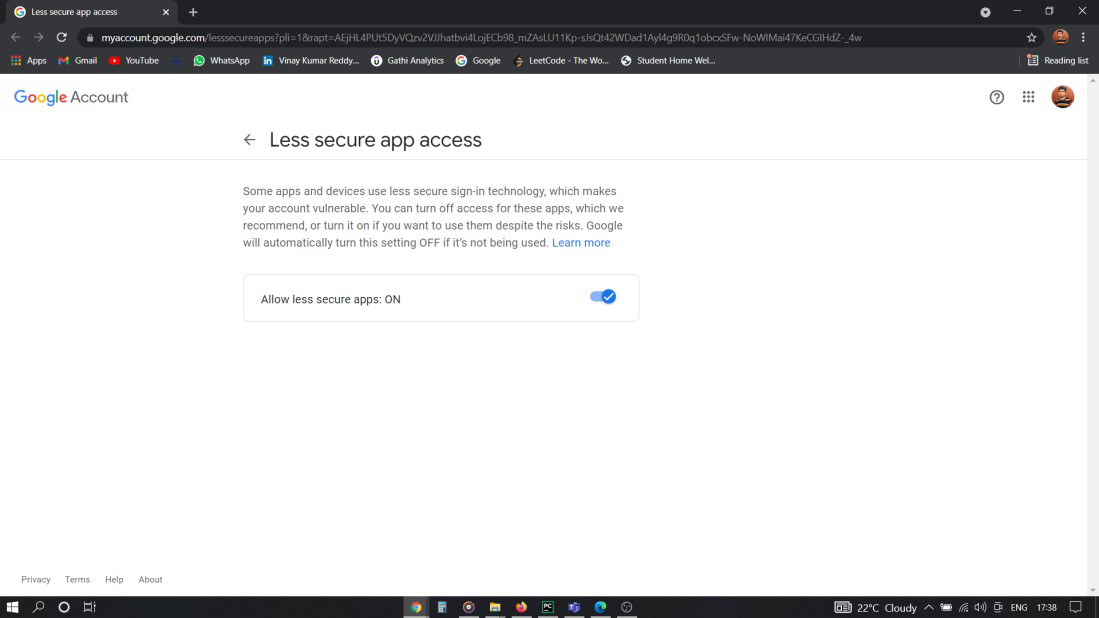 Less secure app access
myaccount.google.com/lesssecureapps?pli=1&rapt=AEjHL4PUt5DyVQzv2VJJhatbvi4LojECb98_mZAsLU11Kp-sJsQt42WDad1Ayl4g9R0q1obcxSFw-NoWIMai47KeCGIHdZ-_4w
Apps Gmail YouTube WhatsApp Vinay Kumar Reddy... Gathi Analytics Google LeetCode - The Wo... Student Home Wel... Reading list
Google Account
Less secure app access
Some apps and devices use less secure sign-in technology, which makes
your account vulnerable. You can turn off access for these apps, which we
recommend, or turn it on if you want to use them despite the risks. Google
will automatically turn this setting OFF if it's not being used. Learn more
Allow less secure apps: ON
Privacy Terms Help About
22°C Cloudy ENG 17:38